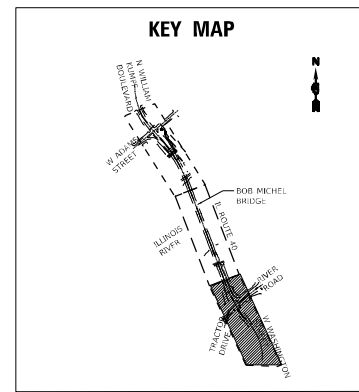 KEY MAP
N
N WILLIAM
KUMPF
BOULEVARD
W ADAMS
STREET
BOB MICHEL
BRIDGE
IL ROUTE 40
ILLINOIS
RIVER
RIVER
ROAD
TRACTOR
DRIVE
W. WASHINGTON